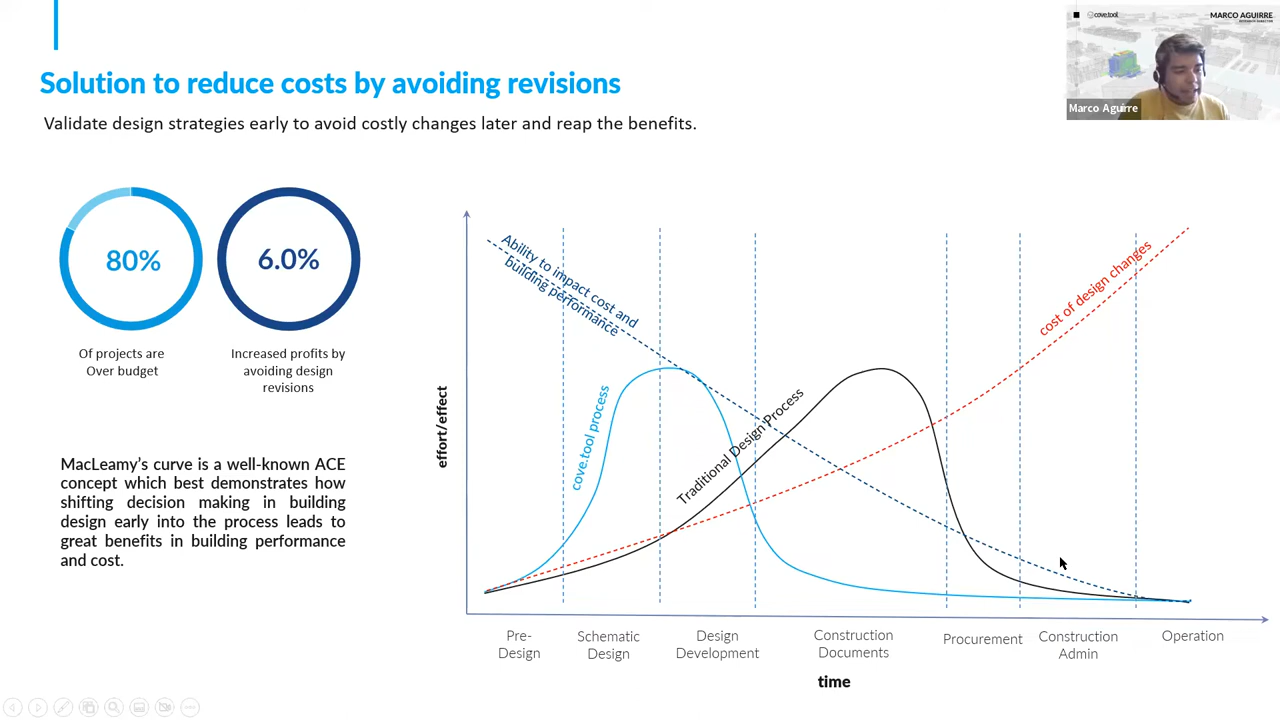 cove.tool
MARCO AGUIRRE
Marco Aguirre
Solution to reduce costs by avoiding revisions
Validate design strategies early to avoid costly changes later and reap the benefits.
80%
6.0%
Of projects are
Over budget
Increased profits by
avoiding design
revisions
MacLeamy's curve is a well-known ACE
concept which best demonstrates how
shifting decision making in building
design early into the process leads to
great benefits in building performance
and cost.
effort/effect
Ability to impact cost and
building performance
cove.tool process
Traditional Design Process
cost of design changes
Pre-
Design
Schematic
Design
Design
Development
Construction
Documents
Procurement
Construction
Admin
Operation
time